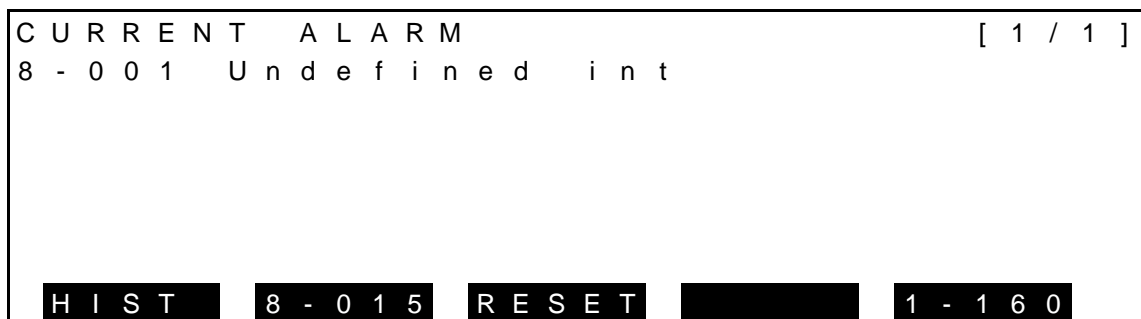 CURRENT ALARM [1/1]
8-001 Undefined int
HIST 8-015 RESET 1-160